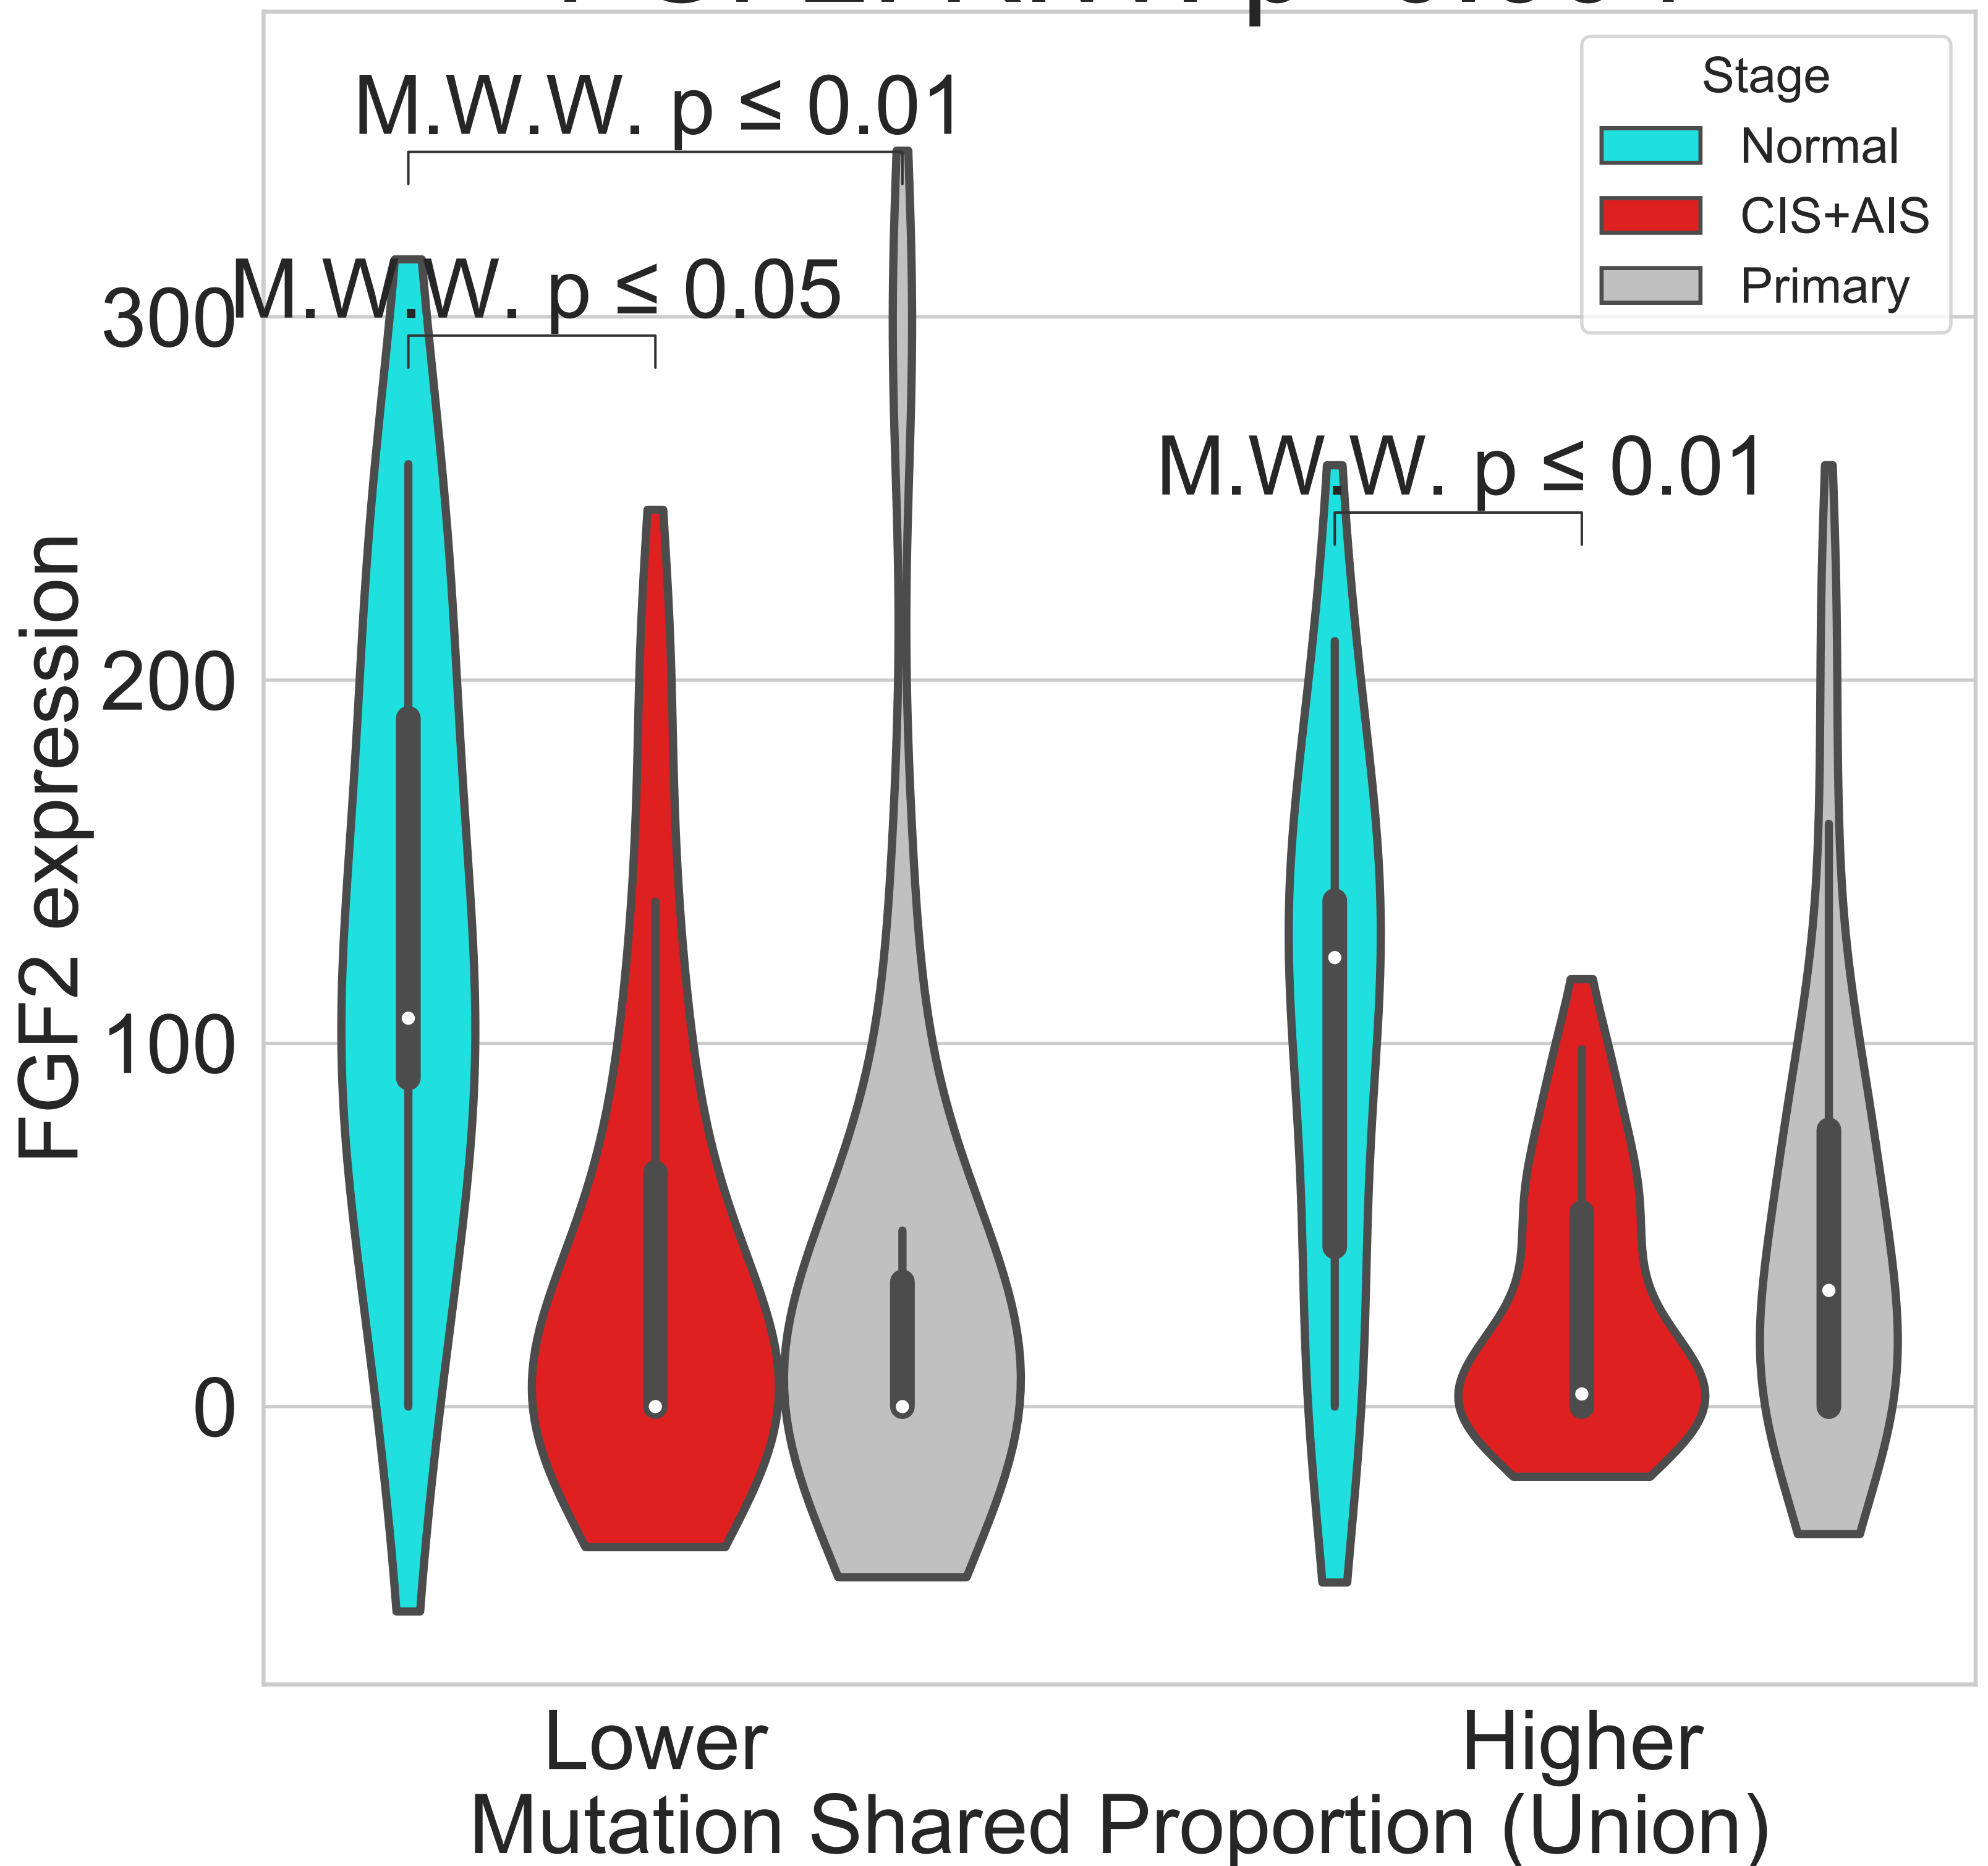 M.W.W. p ≤ 0.01
Stage
Normal
CIS+AIS
Primary
M.W.W. p ≤ 0.05
M.W.W. p ≤ 0.01
300
200
100
0
FGF2 expression
Lower
Higher
Mutation Shared Proportion (Union)